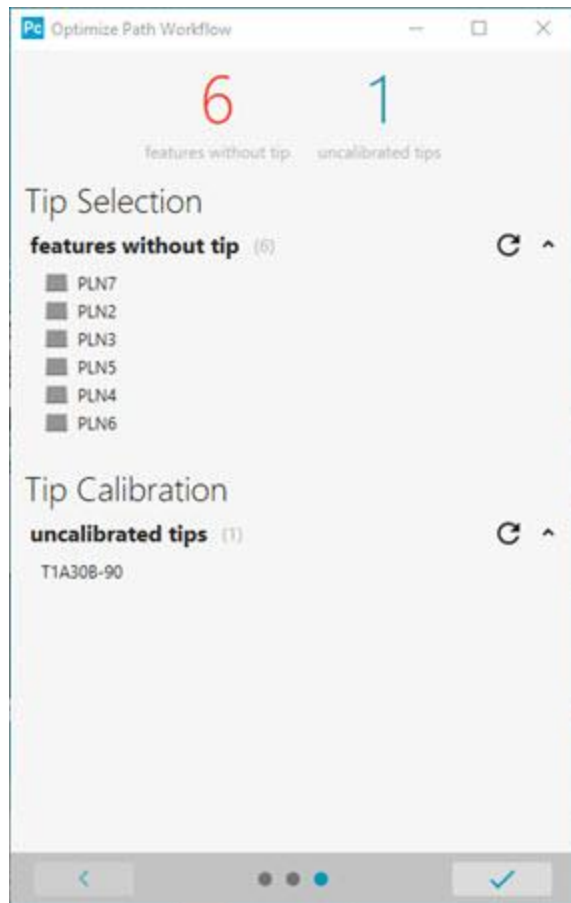 Pc Optimize Path Workflow
6 1
features without tip uncalibrated tips
Tip Selection
features without tip (6)
PLN7
PLN2
PLN3
PLN5
PLN4
PLN6
Tip Calibration
uncalibrated tips (1)
T1A30B-90